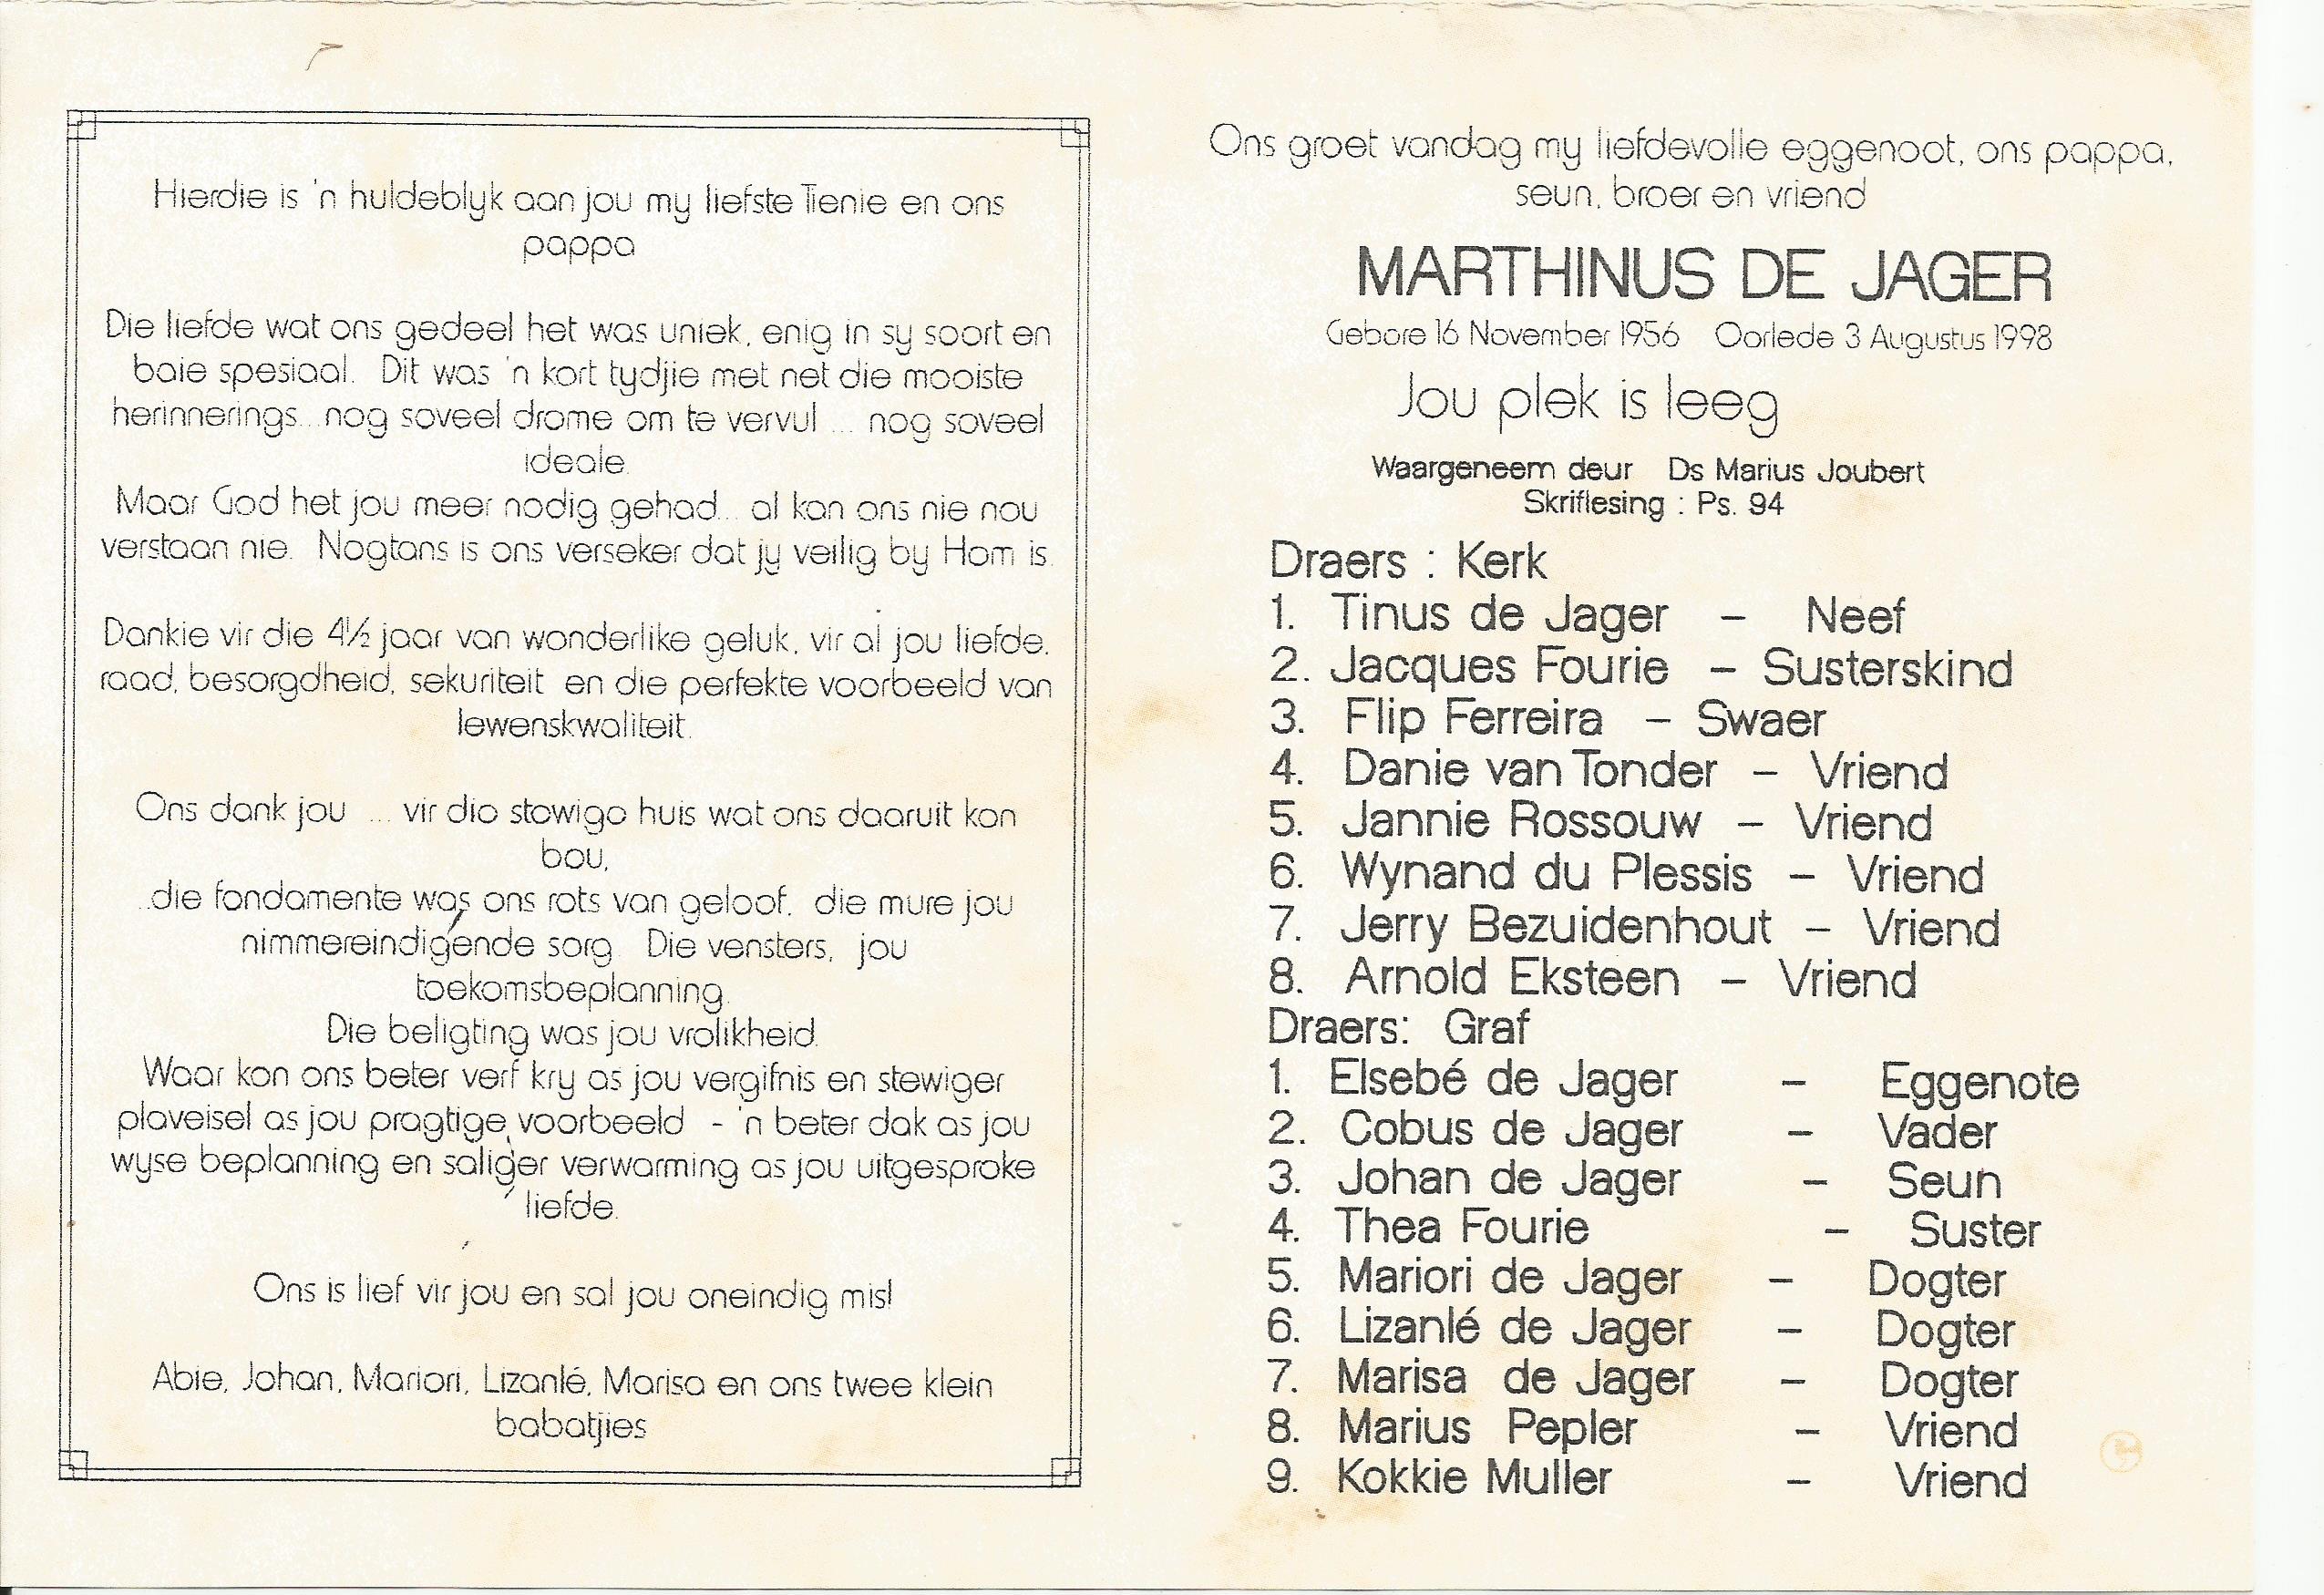 Hierdie is 'n huldeblyk aan jou my liefste Tienie en ons
pappa
Die liefde wat ons gedeel het was uniek, enig in sy soort en
baie spesiaal. Dit was 'n kort tydjie met net die mooiste
herinnerings... nog soveel drome om te vervul ... nog soveel
ideale.
Maar God het jou meer nodig gehad... al kan ons nie nou
verstaan nie. Nogtans is ons verseker dat jy veilig by Hom is.
Dankie vir die 4½ jaar van wonderlike geluk, vir al jou liefde,
raad, besorgdheid, sekuriteit en die perfekte voorbeeld van
lewenskwaliteit.
Ons dank jou ... vir die stewige huis wat ons daaruit kon
bou,
..die fondamente was ons rots van geloof, die mure jou
nimmereindigende sorg. Die vensters, jou
toekomsbeplanning.
Die beligting was jou vrolikheid.
Waar kon ons beter verf kry as jou vergifnis en stewiger
plaveisel as jou pragtige voorbeeld - 'n beter dak as jou
wyse beplanning en saliger verwarming as jou uitgesproke
liefde.
Ons is lief vir jou en sal jou oneindig mis!
Abie, Johan, Mariori, Lizanlé, Marisa en ons twee klein
babatjies
Ons groet vandag my liefdevolle eggenoot, ons pappa,
seun, broer en vriend
MARTHINUS DE JAGER
Gebore 16 November 1956 Oorlede 3 Augustus 1998
Jou plek is leeg
Waargeneem deur Ds Marius Joubert
Skriflesing : Ps. 94
Draers : Kerk
1. Tinus de Jager - Neef
2. Jacques Fourie - Susterskind
3. Flip Ferreira - Swaer
4. Danie van Tonder - Vriend
5. Jannie Rossouw - Vriend
6. Wynand du Plessis - Vriend
7. Jerry Bezuidenhout - Vriend
8. Arnold Eksteen - Vriend
Draers: Graf
1. Elsebé de Jager - Eggenote
2. Cobus de Jager - Vader
3. Johan de Jager - Seun
4. Thea Fourie - Suster
5. Mariori de Jager - Dogter
6. Lizanlé de Jager - Dogter
7. Marisa de Jager - Dogter
8. Marius Pepler - Vriend
9. Kokkie Muller - Vriend